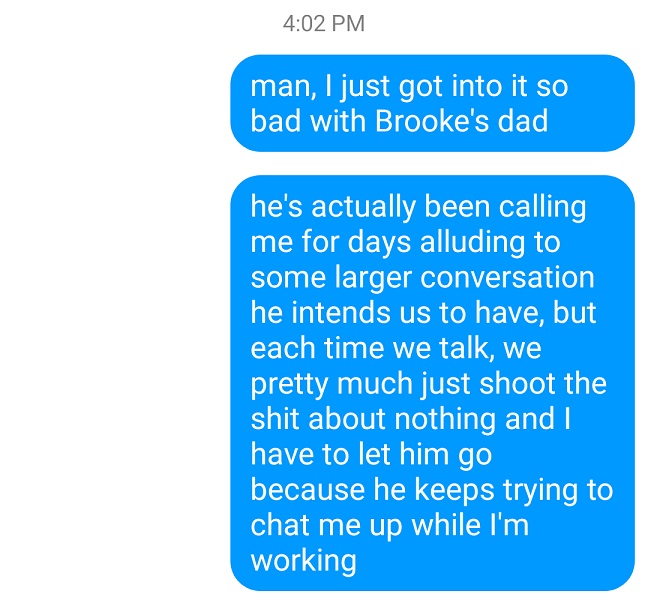 4:02 PM
man, I just got into it so
bad with Brooke's dad
he's actually been calling
me for days alluding to
some larger conversation
he intends us to have, but
each time we talk, we
pretty much just shoot the
shit about nothing and I
have to let him go
because he keeps trying to
chat me up while I'm
working